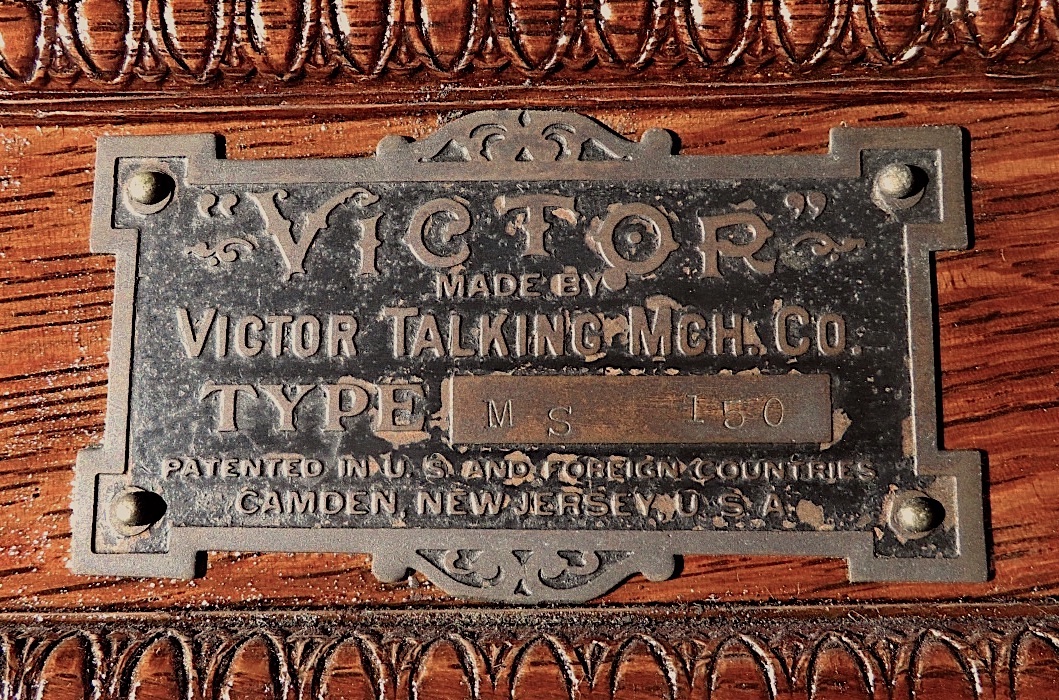 "VICTOR"
MADE BY
VICTOR TALKING MCH. CO.
TYPE M S 150
PATENTED IN U. S. AND FOREIGN COUNTRIES
CAMDEN, NEW JERSEY, U S A.